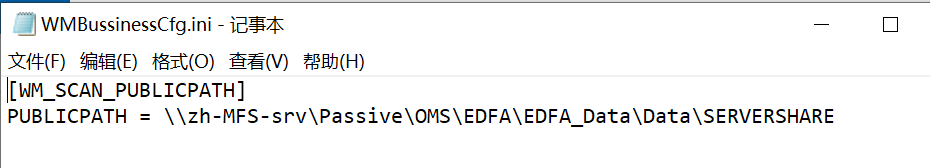 WMBussinessCfg.ini - 记事本
文件(F) 编辑(E) 格式(O) 查看(V) 帮助(H)
[WM_SCAN_PUBLICPATH]
PUBLICPATH = \\zh-MFS-srv\Passive\OMS\EDFA\EDFA_Data\Data\SERVERSHARE